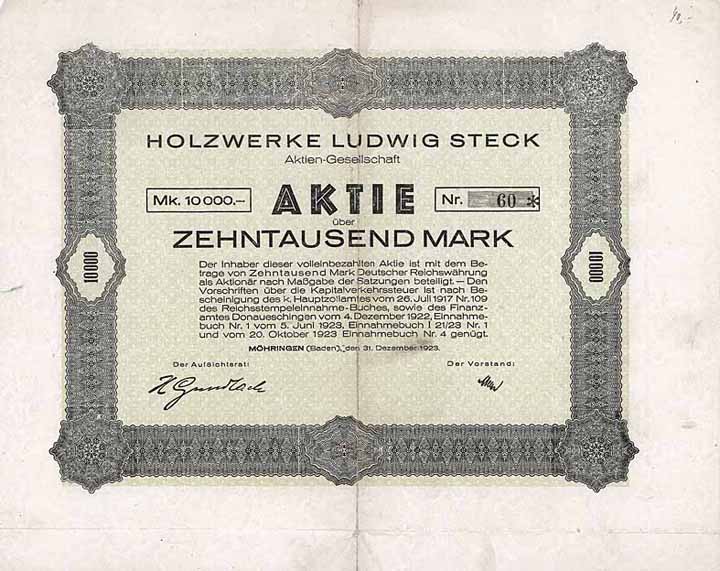 40,-
HOLZWERKE LUDWIG STECK
Aktien-Gesellschaft
Mk. 10 000.– AKTIE Nr. 60 *
über
ZEHNTAUSEND MARK
Der Inhaber dieser volleinbezahlten Aktie ist mit dem Be-
trage von Zehntausend Mark Deutscher Reichswährung
als Aktionär nach Maßgabe der Satzungen beteiligt. – Den
Vorschriften über die Kapitalverkehrssteuer ist nach Be-
scheinigung des k. Hauptzollamtes vom 26. Juli 1917 Nr. 109
des Reichsstempeleinnahme-Buches, sowie des Finanz-
amtes Donaueschingen vom 4. Dezember 1922, Einnahme-
buch Nr. 1 vom 5. Juni 1923, Einnahmebuch I 21/23 Nr. 1
und vom 20. Oktober 1923 Einnahmebuch Nr. 4 genügt.
MÖHRINGEN (Baden), den 31. Dezember 1923.
Der Aufsichtsrat: Der Vorstand:
H Gundlach
10000
10000